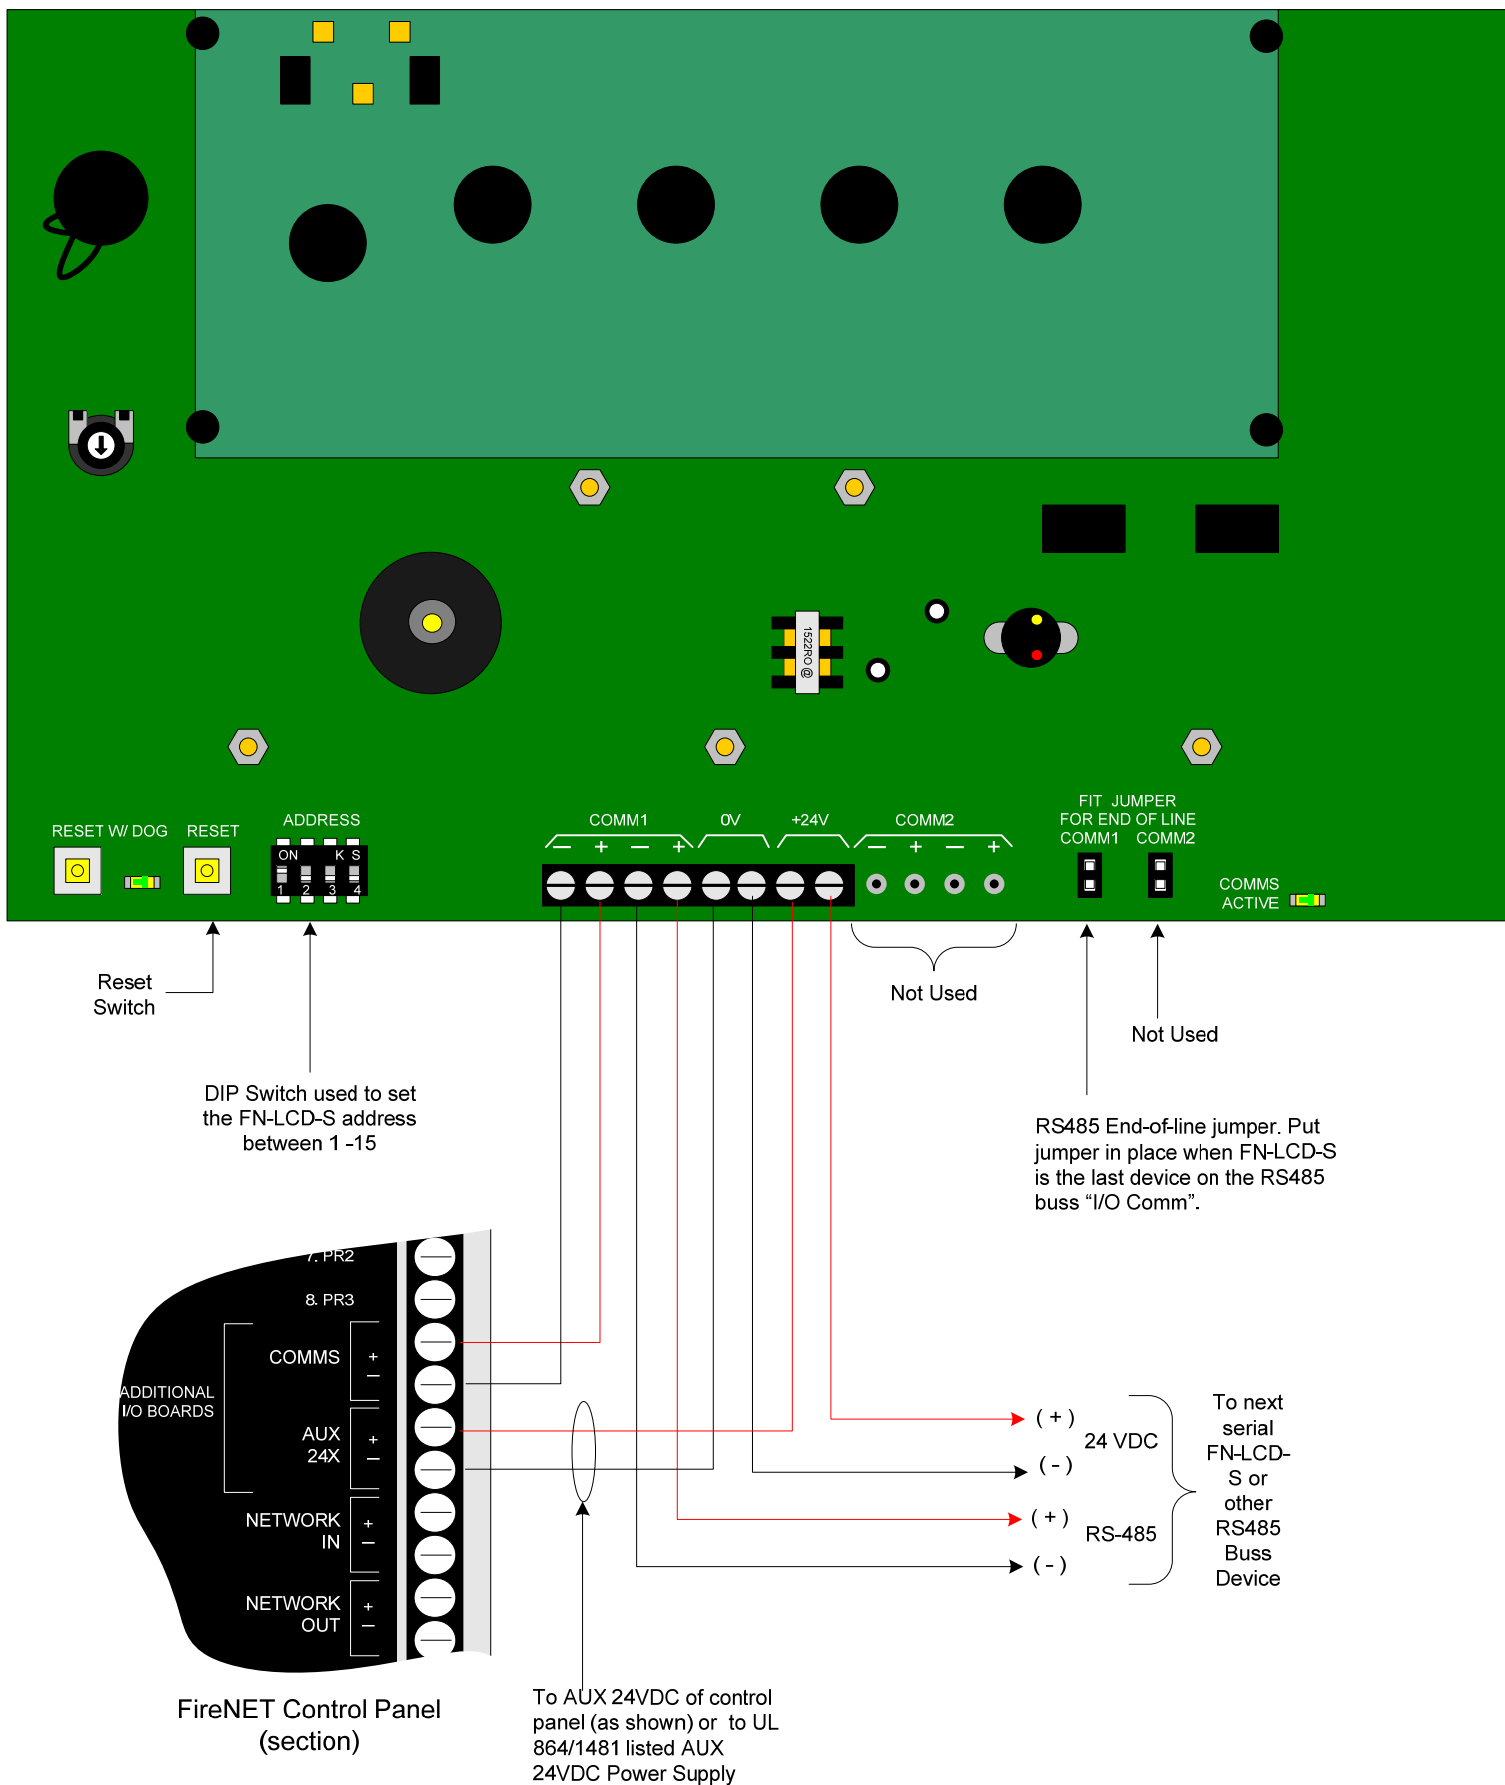 1522RO @
FIT JUMPER
FOR END OF LINE
COMM1 COMM2
RESET W/ DOG
RESET
ADDRESS
ON K S
1 2 3 4
COMM1
0V
+24V
COMM2
— + — +
— + — +
COMMS
ACTIVE
Reset
Switch
Not Used
Not Used
DIP Switch used to set
the FN-LCD-S address
between 1 -15
RS485 End-of-line jumper. Put
jumper in place when FN-LCD-S
is the last device on the RS485
buss “I/O Comm”.
7. PR2
8. PR3
COMMS
+
—
ADDITIONAL
I/O BOARDS
AUX
24X
+
—
NETWORK
IN
+
—
NETWORK
OUT
+
—
( + )
24 VDC
( - )
( + )
RS-485
( - )
To next
serial
FN-LCD-
S or
other
RS485
Buss
Device
FireNET Control Panel
(section)
To AUX 24VDC of control
panel (as shown) or to UL
864/1481 listed AUX
24VDC Power Supply